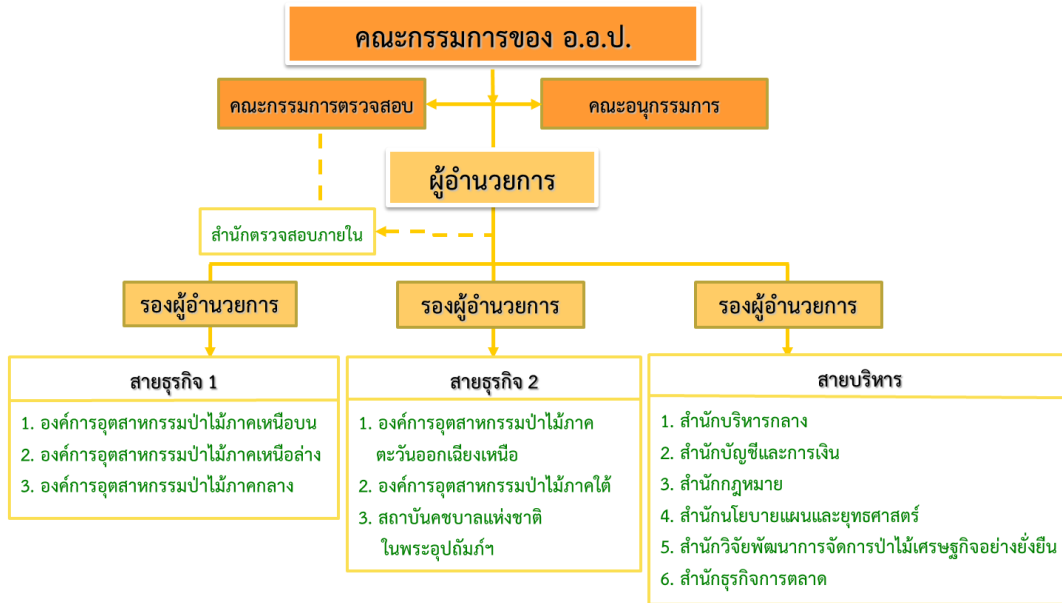 คณะกรรมการของ อ.อ.ป.
คณะกรรมการตรวจสอบ
คณะอนุกรรมการ
ผู้อำนวยการ
สำนักตรวจสอบภายใน
รองผู้อำนวยการ
รองผู้อำนวยการ
รองผู้อำนวยการ
สายธุรกิจ 1
1. องค์การอุตสาหกรรมป่าไม้ภาคเหนือบน
2. องค์การอุตสาหกรรมป่าไม้ภาคเหนือล่าง
3. องค์การอุตสาหกรรมป่าไม้ภาคกลาง
สายธุรกิจ 2
1. องค์การอุตสาหกรรมป่าไม้ภาค
ตะวันออกเฉียงเหนือ
2. องค์การอุตสาหกรรมป่าไม้ภาคใต้
3. สถาบันคชบาลแห่งชาติ
ในพระอุปถัมภ์ฯ
สายบริหาร
1. สำนักบริหารกลาง
2. สำนักบัญชีและการเงิน
3. สำนักกฎหมาย
4. สำนักนโยบายแผนและยุทธศาสตร์
5. สำนักวิจัยพัฒนาการจัดการป่าไม้เศรษฐกิจอย่างยั่งยืน
6. สำนักธุรกิจการตลาด